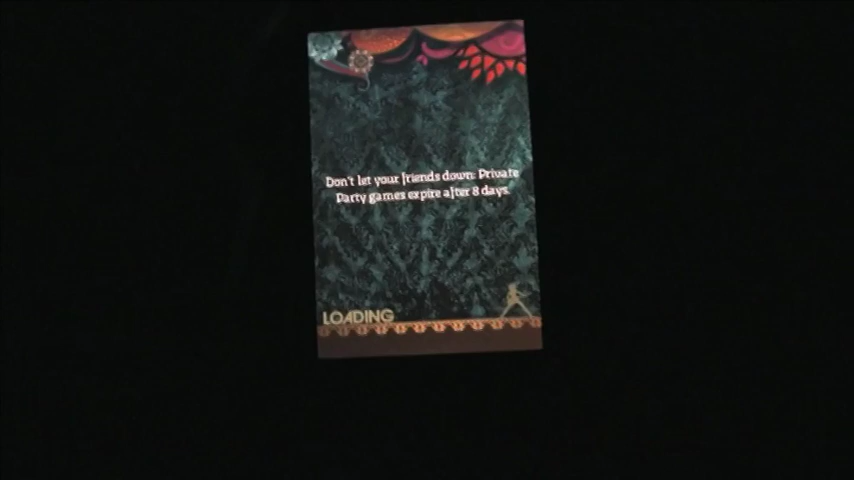 Don't let your friends down: Private
Party games expire after 8 days.
LOADING